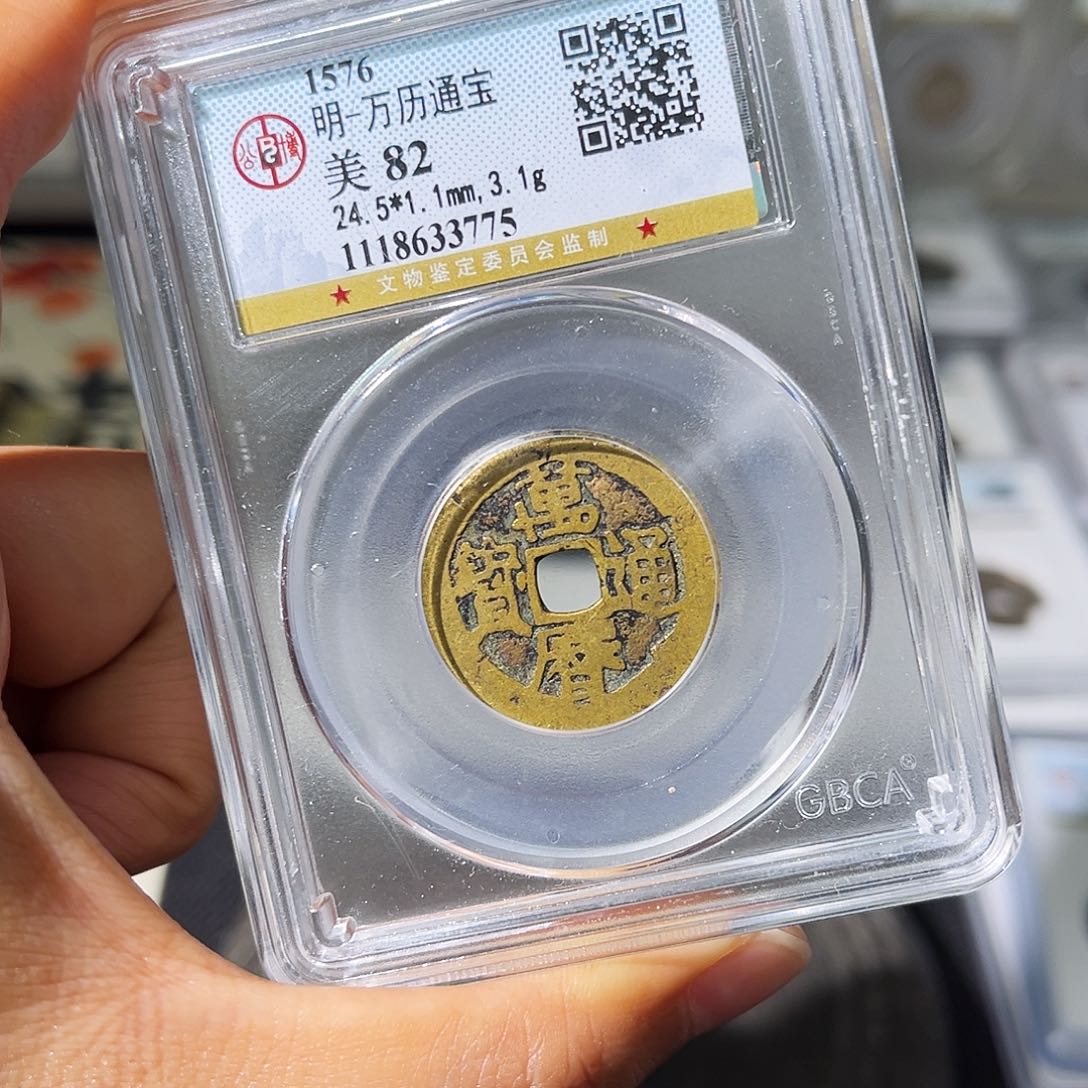 1576
明-万历通宝
美 82
24.5*1.1mm,3.1g
1118633775
★ 文物鉴定委员会监制 ★
萬曆通寶
GBCA®